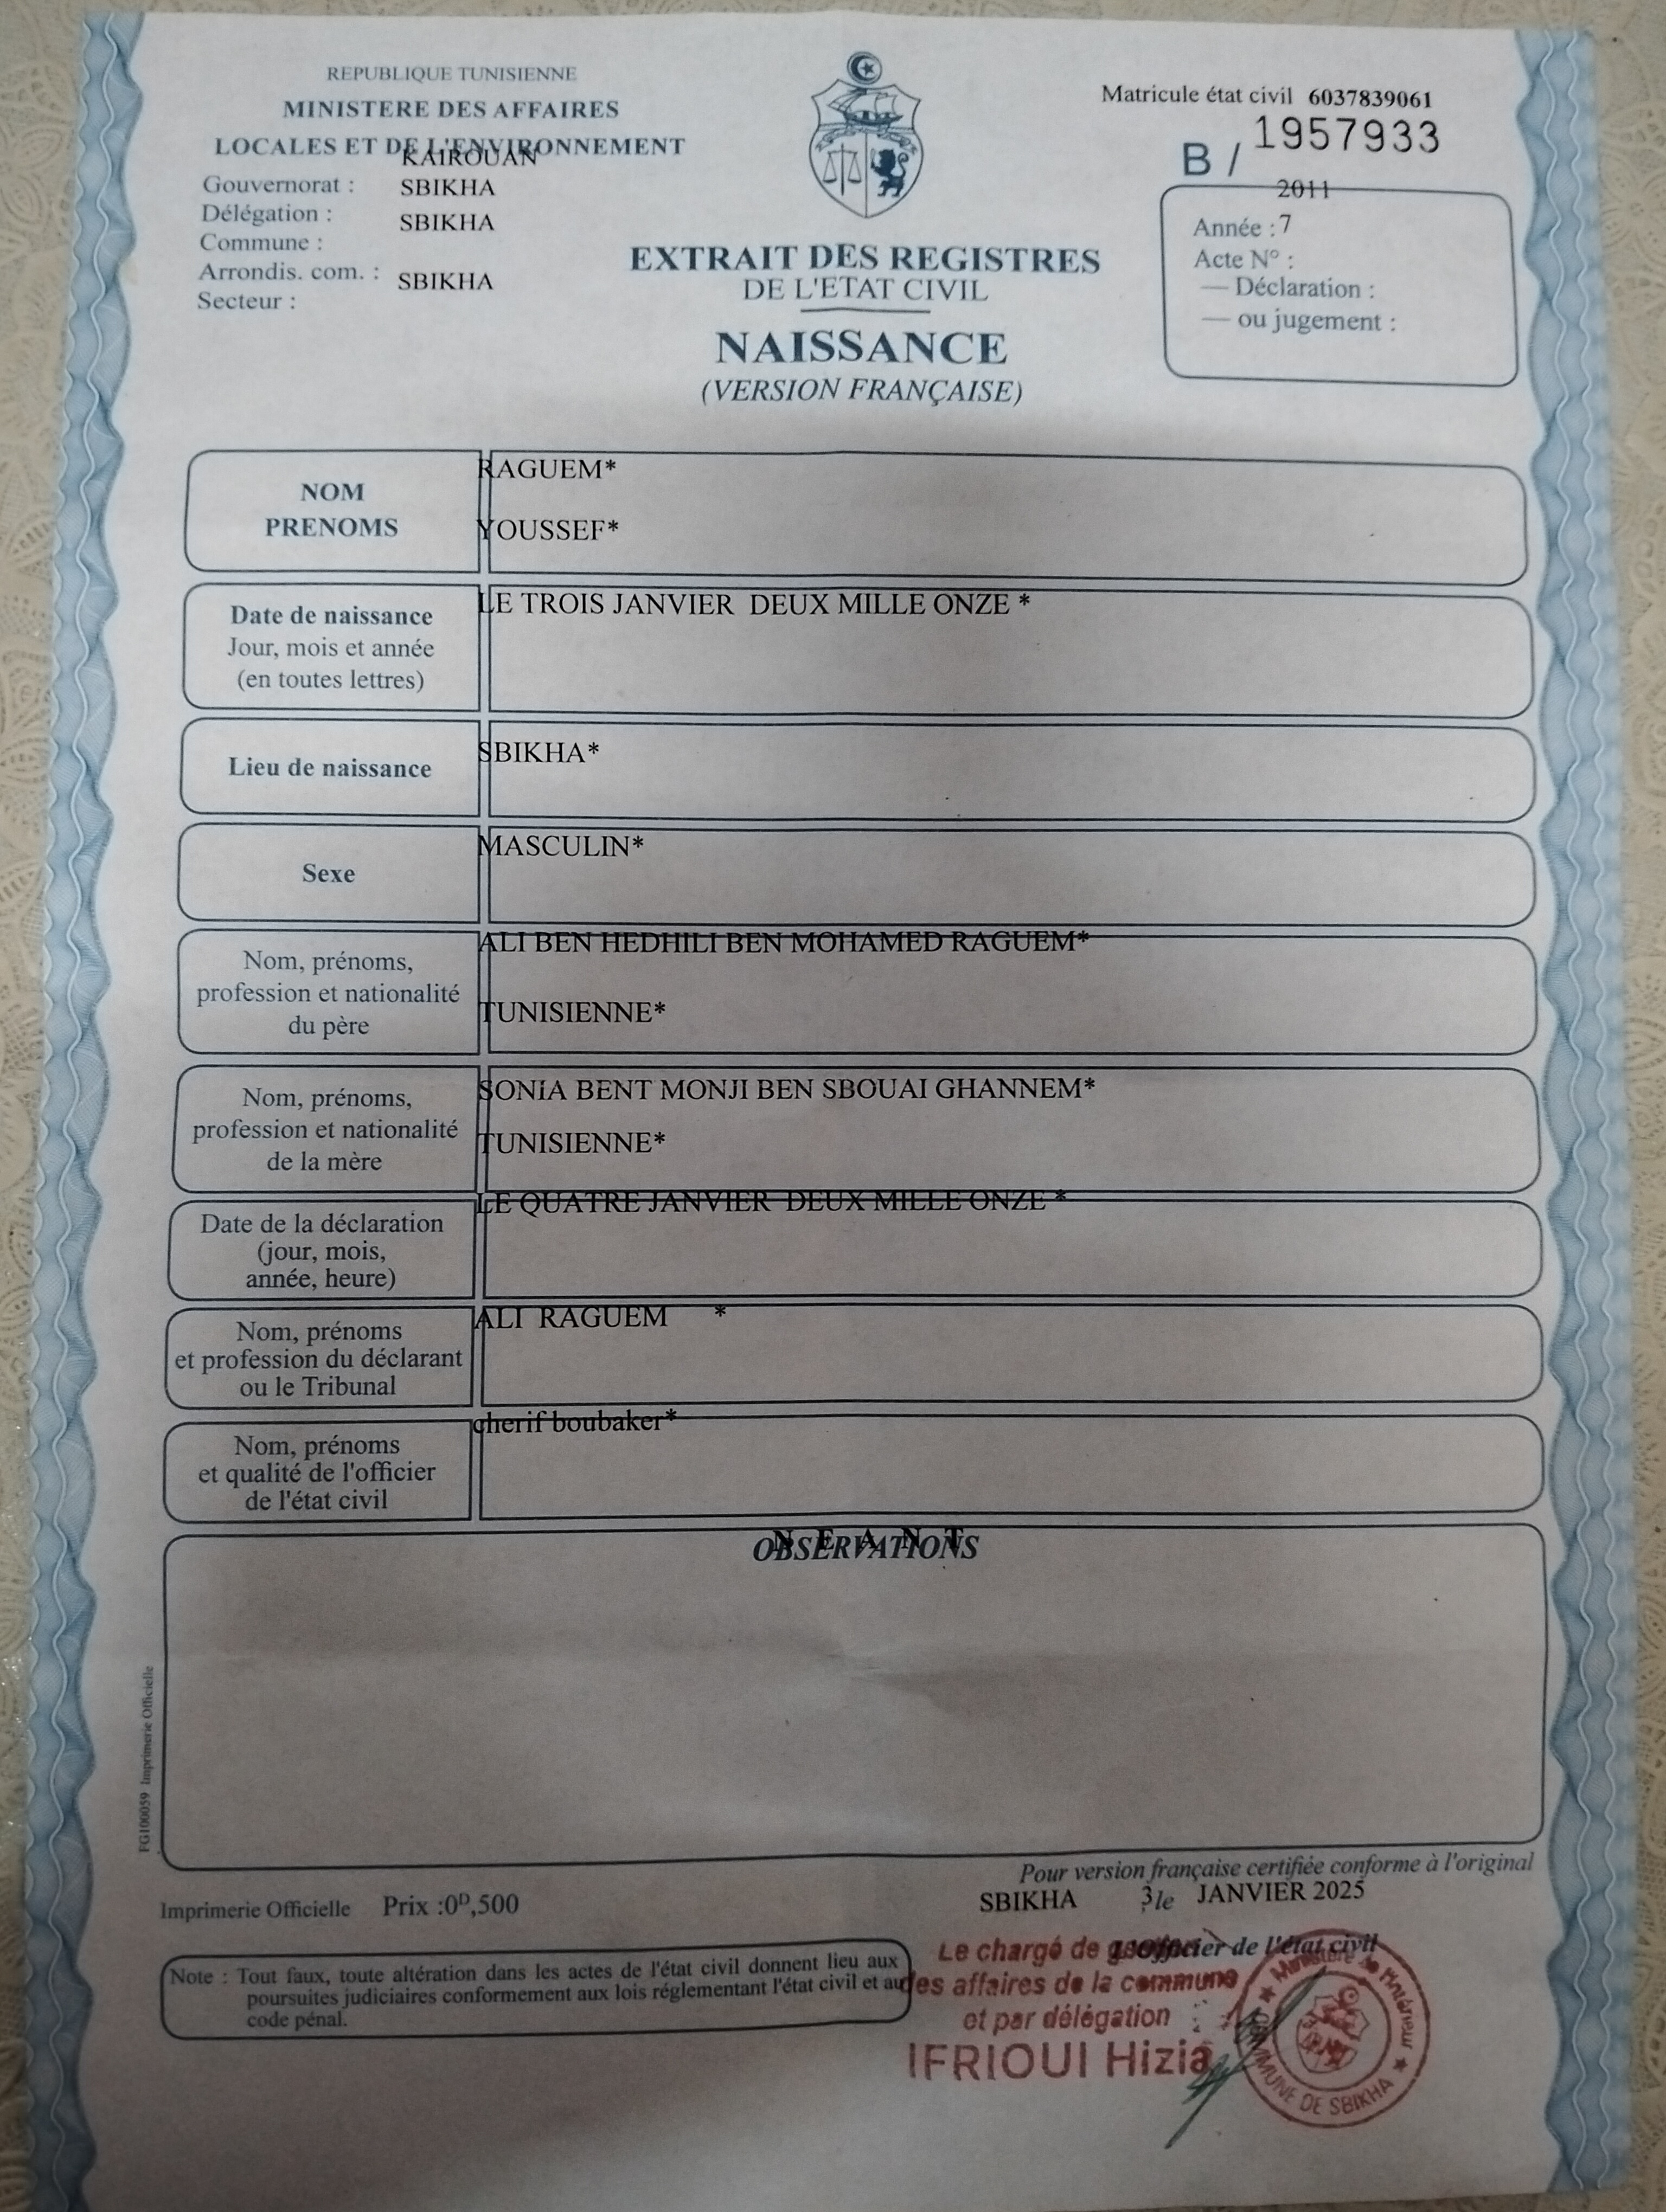 REPUBLIQUE TUNISIENNE
MINISTERE DES AFFAIRES
LOCALES ET DE L'ENVIRONNEMENT
KAIROUAN
Gouvernorat : SBIKHA
Délégation : SBIKHA
Commune :
Arrondis. com. : SBIKHA
Secteur :
Matricule état civil 6037839061
B / 1957933
2011
Année : 7
Acte N° :
— Déclaration :
— ou jugement :
EXTRAIT DES REGISTRES
DE L'ETAT CIVIL
NAISSANCE
(VERSION FRANÇAISE)
NOM
PRENOMS
RAGUEM*
YOUSSEF*
Date de naissance
Jour, mois et année
(en toutes lettres)
LE TROIS JANVIER DEUX MILLE ONZE *
Lieu de naissance
SBIKHA*
Sexe
MASCULIN*
Nom, prénoms,
profession et nationalité
du père
ALI BEN HEDHILI BEN MOHAMED RAGUEM*
TUNISIENNE*
Nom, prénoms,
profession et nationalité
de la mère
SONIA BENT MONJI BEN SBOUAI GHANNEM*
TUNISIENNE*
Date de la déclaration
(jour, mois,
année, heure)
LE QUATRE JANVIER DEUX MILLE ONZE *
Nom, prénoms
et profession du déclarant
ou le Tribunal
ALI RAGUEM *
Nom, prénoms
et qualité de l'officier
de l'état civil
cherif boubaker*
N E A N T
OBSERVATIONS
FG100059 Imprimerie Officielle
Pour version française certifiée conforme à l'original
Imprimerie Officielle Prix :0ᴰ,500
SBIKHA 3 le JANVIER 2025
L'Officier de l'état civil
Le chargé de gestion
des affaires de la commune
et par délégation
IFRIOUI Hizia
Ministère de l'Intérieur
COMMUNE DE SBIKHA
Note : Tout faux, toute altération dans les actes de l'état civil donnent lieu aux
poursuites judiciaires conformement aux lois réglementant l'état civil et au
code pénal.